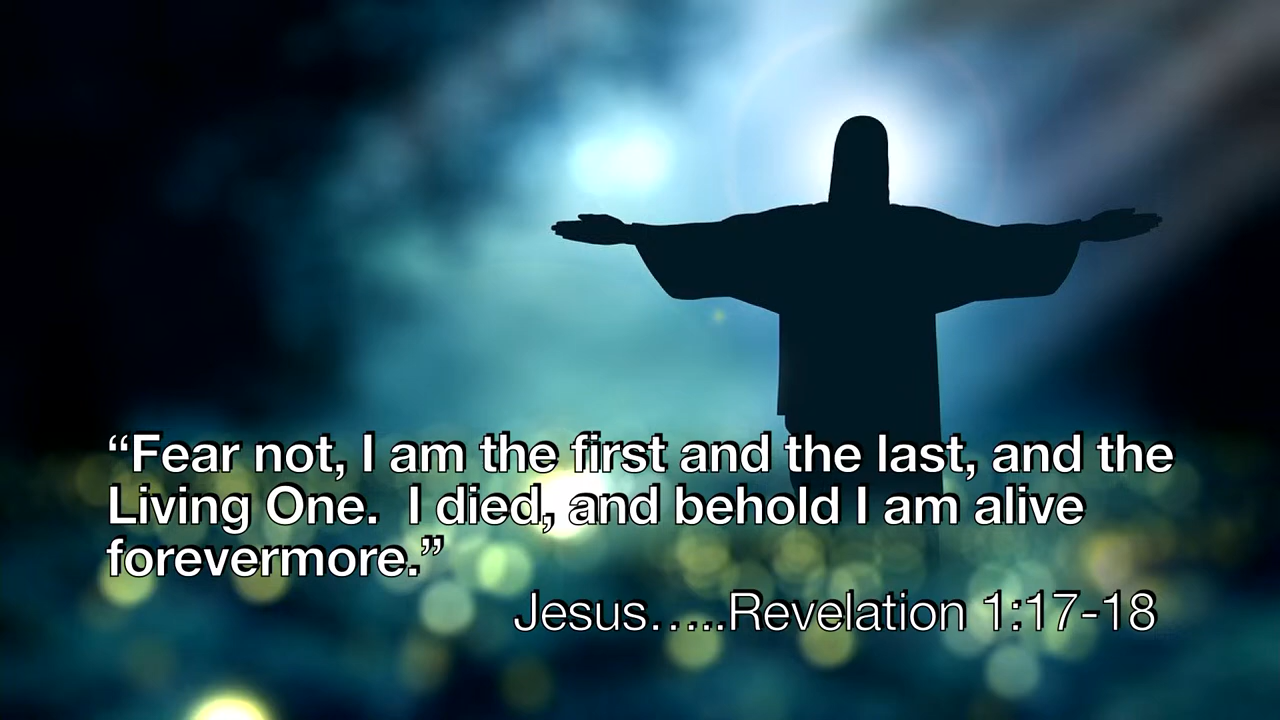 “Fear not, I am the first and the last, and the
Living One.  I died, and behold I am alive
forevermore.”
Jesus…..Revelation 1:17-18